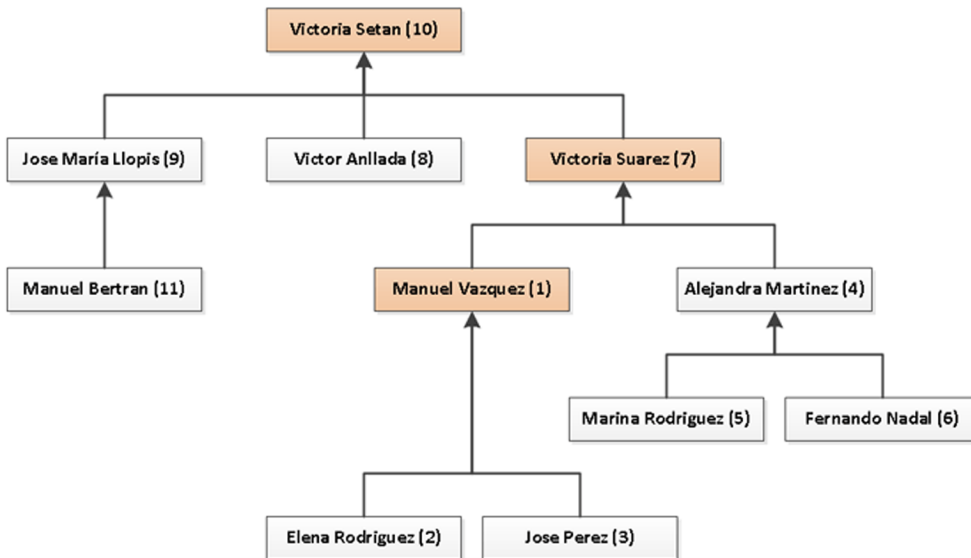 Victoria Setan (10)
Jose María Llopis (9)
Victor Anllada (8)
Victoria Suarez (7)
Manuel Bertran (11)
Manuel Vazquez (1)
Alejandra Martinez (4)
Marina Rodriguez (5)
Fernando Nadal (6)
Elena Rodriguez (2)
Jose Perez (3)